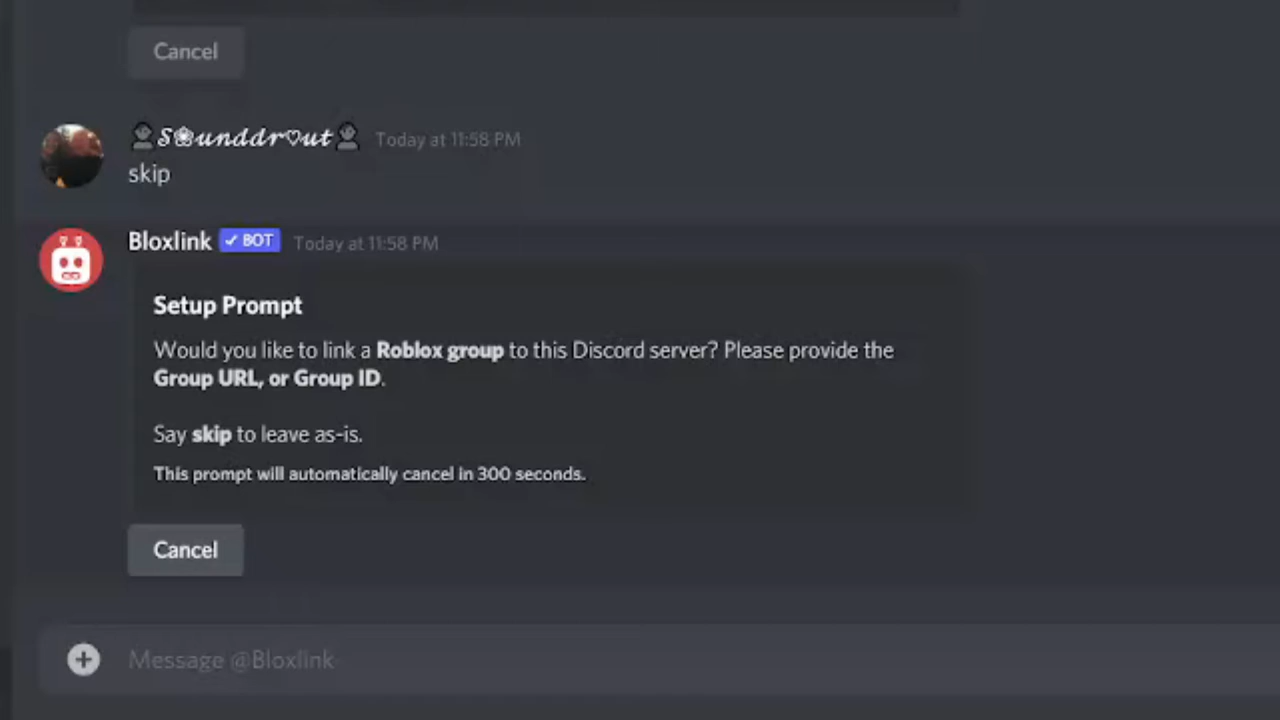 Cancel
👤𝓢❀𝓾𝓷𝓭𝓭𝓻♡𝓾𝓽👤 Today at 11:58 PM
skip
Bloxlink ✓ BOT Today at 11:58 PM
Setup Prompt
Would you like to link a Roblox group to this Discord server? Please provide the
Group URL, or Group ID.
Say skip to leave as-is.
This prompt will automatically cancel in 300 seconds.
Cancel
Message @Bloxlink